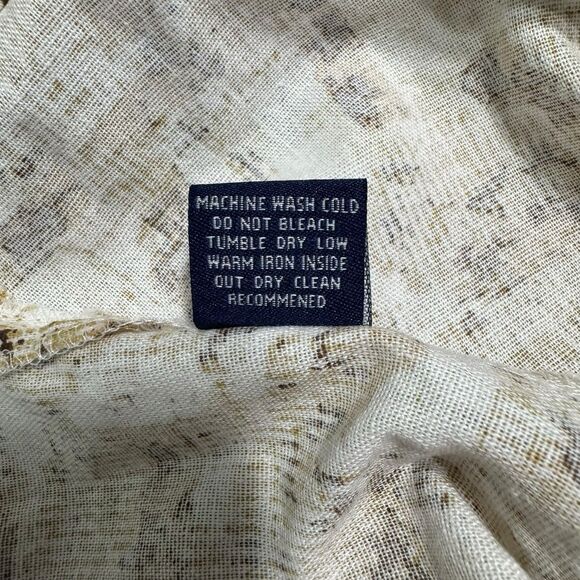 MACHINE WASH COLD
DO NOT BLEACH
TUMBLE DRY LOW
WARM IRON INSIDE
OUT DRY CLEAN
RECOMMENED